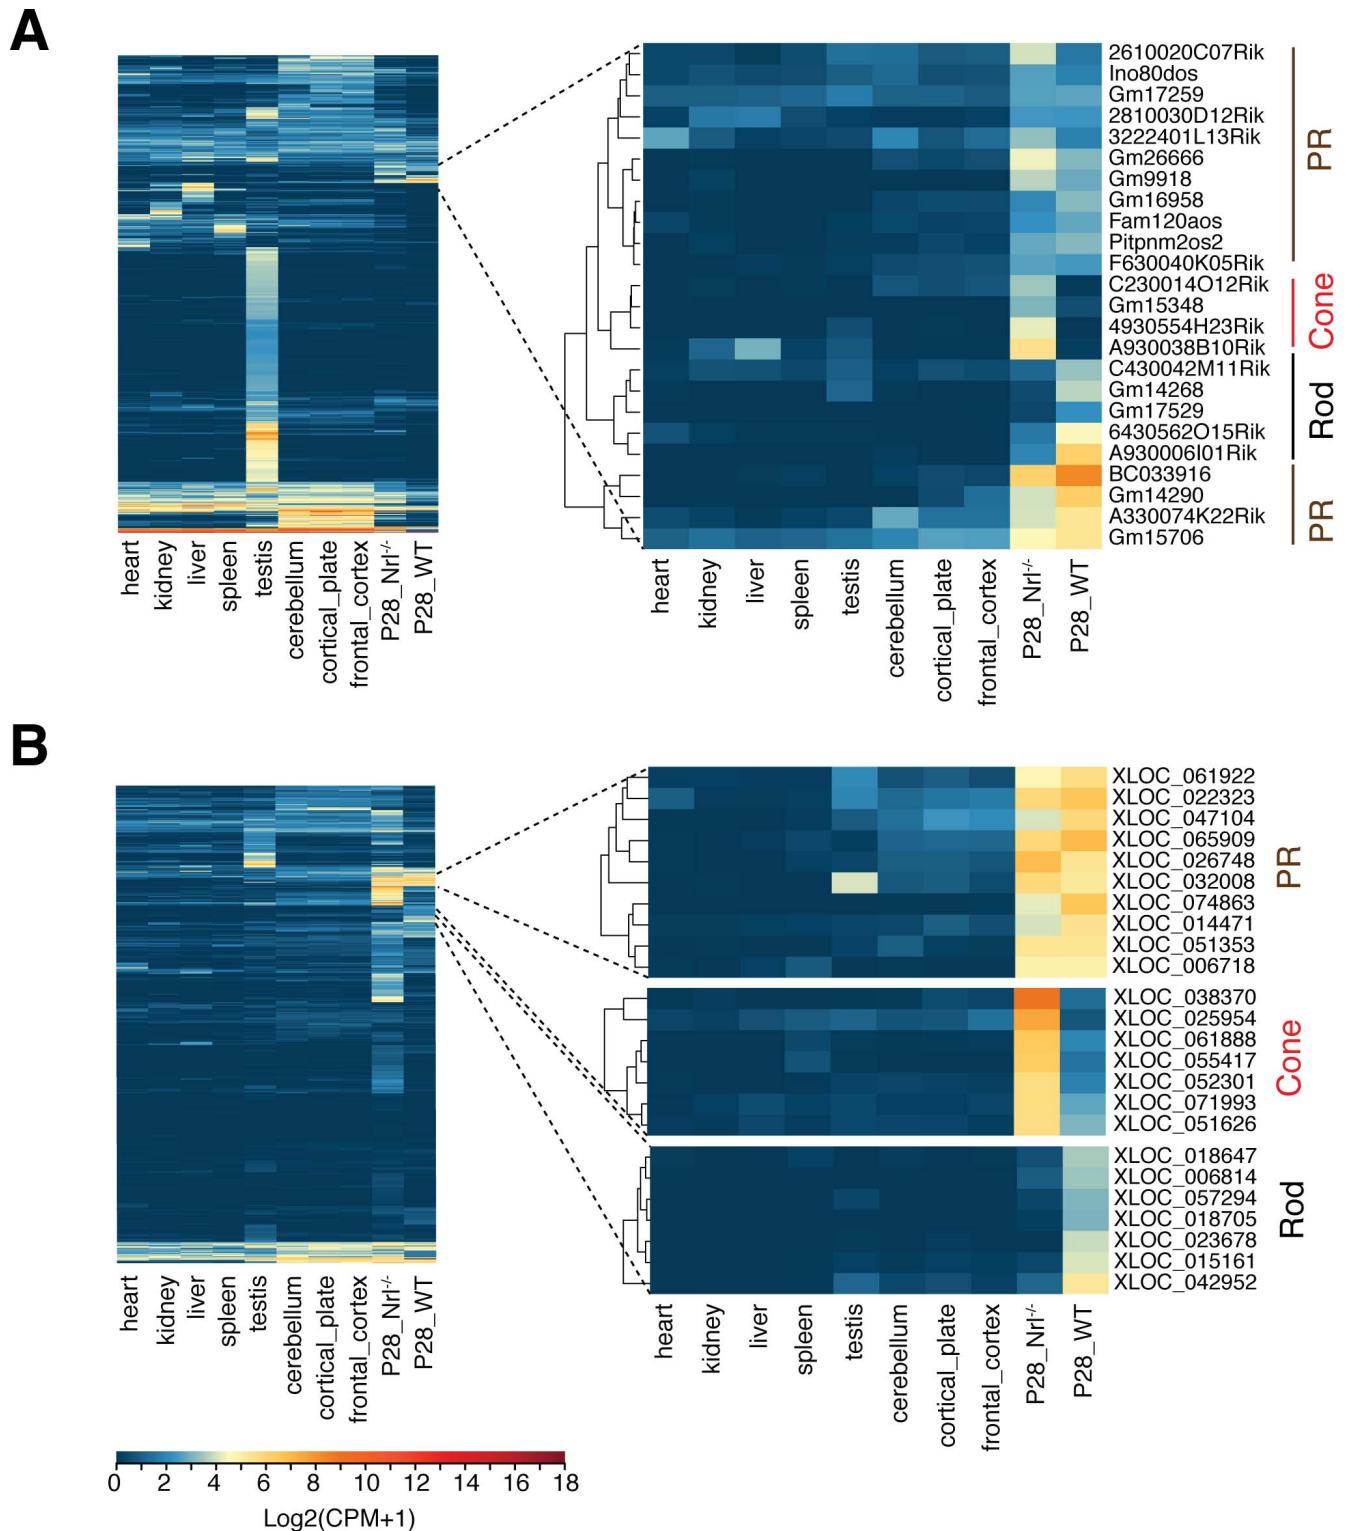 A
2610020C07Rik
Ino80dos
Gm17259
2810030D12Rik
3222401L13Rik
Gm26666
Gm9918
Gm16958
Fam120aos
Pitpnm2os2
F630040K05Rik
C230014O12Rik
Gm15348
4930554H23Rik
A930038B10Rik
C430042M11Rik
Gm14268
Gm17529
6430562O15Rik
A930006I01Rik
BC033916
Gm14290
A330074K22Rik
Gm15706
PR
Cone
Rod
PR
heart
kidney
liver
spleen
testis
cerebellum
cortical_plate
frontal_cortex
P28_Nrl-/-
P28_WT
heart
kidney
liver
spleen
testis
cerebellum
cortical_plate
frontal_cortex
P28_Nrl-/-
P28_WT
B
XLOC_061922
XLOC_022323
XLOC_047104
XLOC_065909
XLOC_026748
XLOC_032008
XLOC_074863
XLOC_014471
XLOC_051353
XLOC_006718
PR
XLOC_038370
XLOC_025954
XLOC_061888
XLOC_055417
XLOC_052301
XLOC_071993
XLOC_051626
Cone
XLOC_018647
XLOC_006814
XLOC_057294
XLOC_018705
XLOC_023678
XLOC_015161
XLOC_042952
Rod
heart
kidney
liver
spleen
testis
cerebellum
cortical_plate
frontal_cortex
P28_Nrl-/-
P28_WT
heart
kidney
liver
spleen
testis
cerebellum
cortical_plate
frontal_cortex
P28_Nrl-/-
P28_WT
0 2 4 6 8 10 12 14 16 18
Log2(CPM+1)